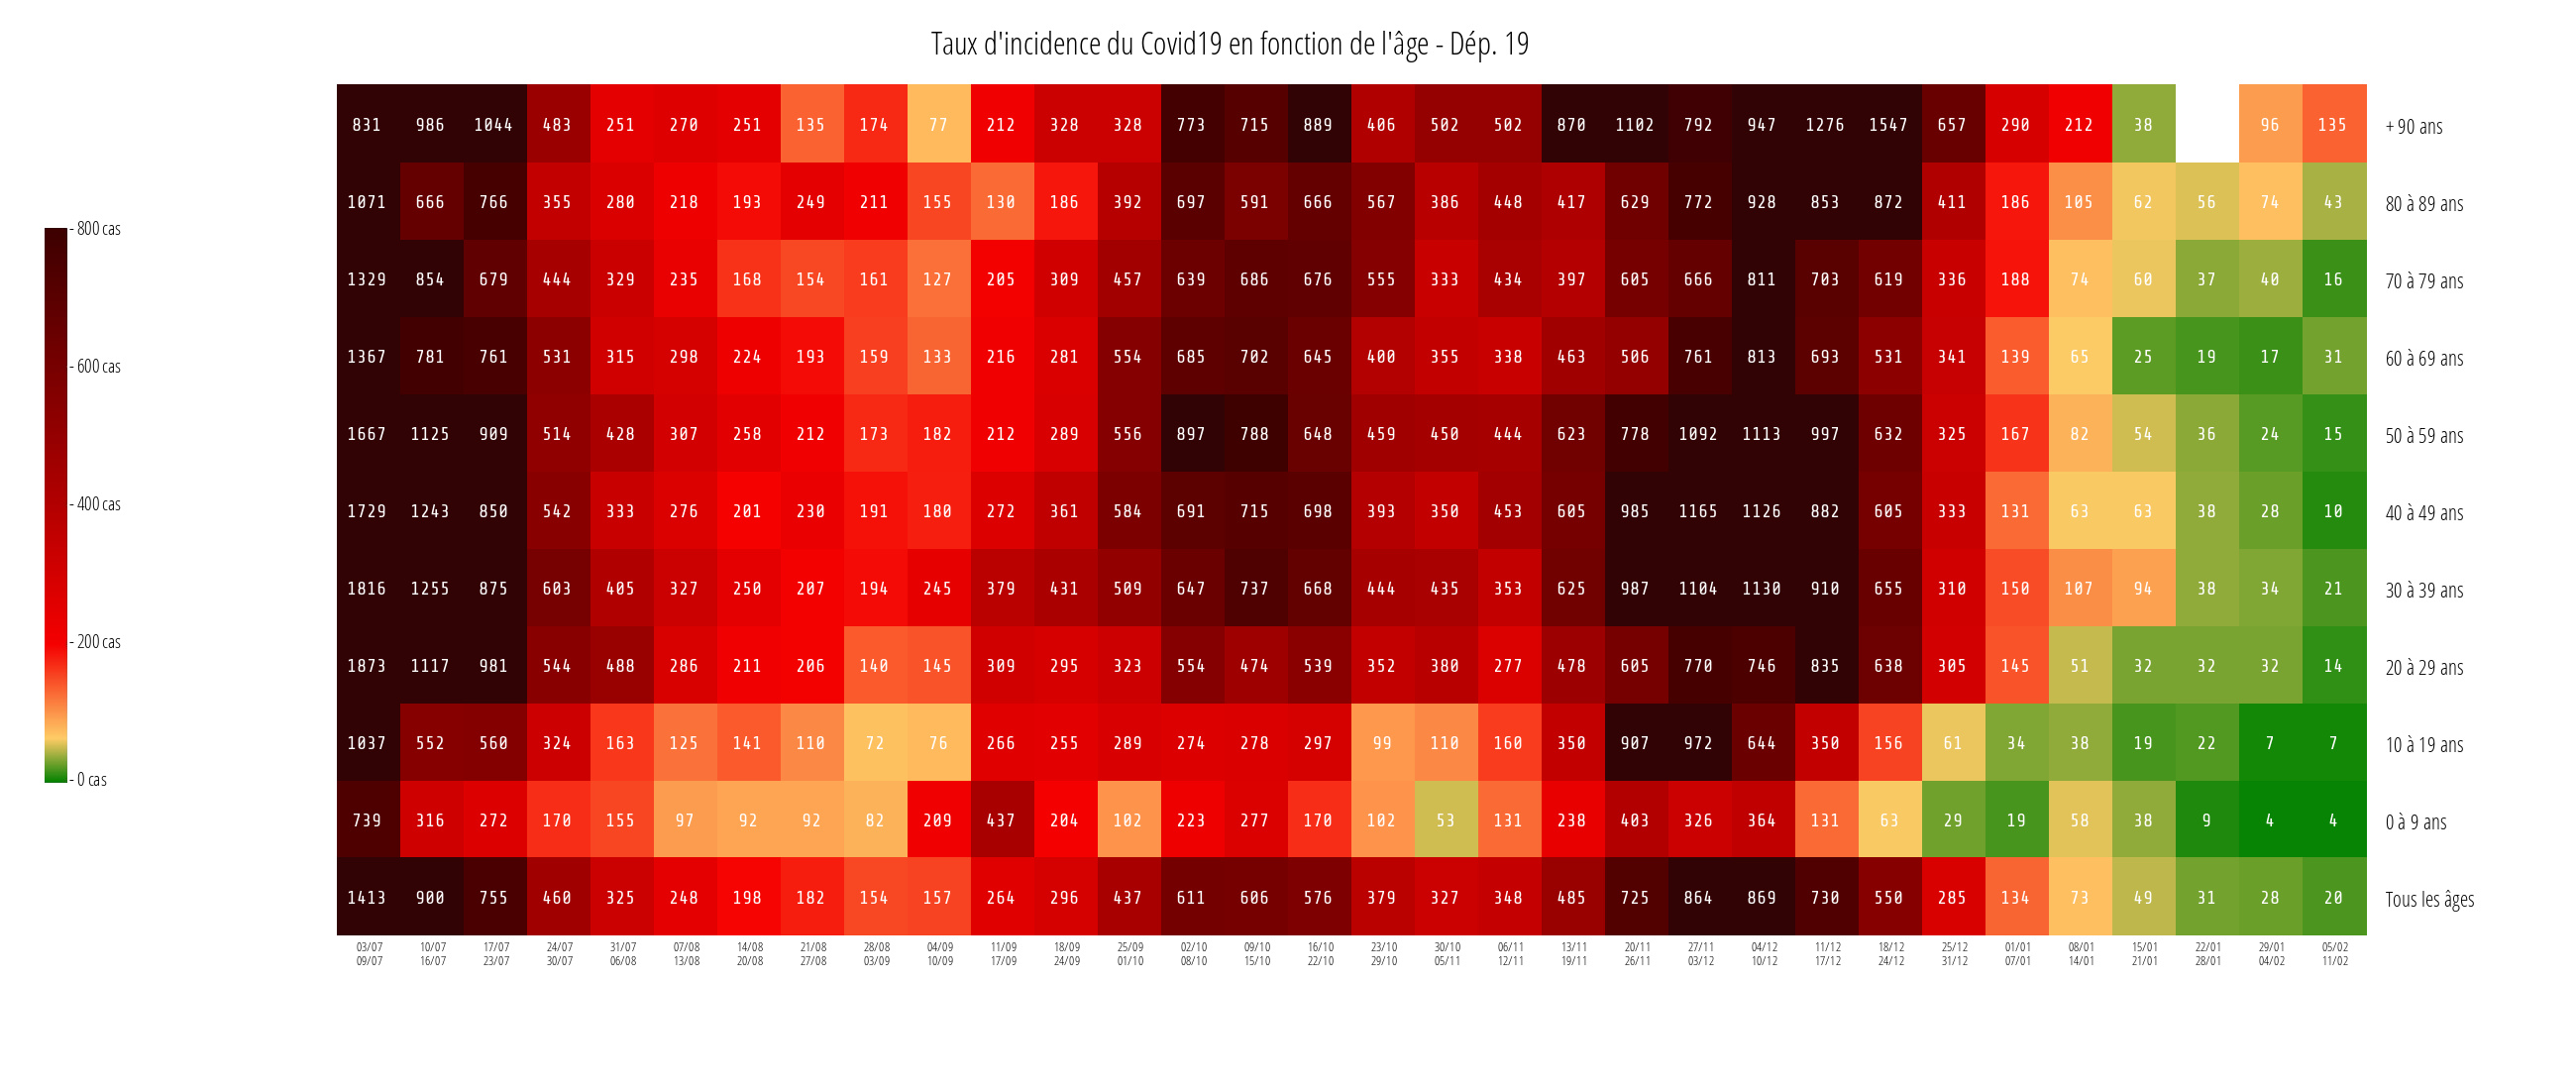 Taux d'incidence du Covid19 en fonction de l'âge - Dép. 19
- 800 cas
- 600 cas
- 400 cas
- 200 cas
- 0 cas
831 986 1044 483 251 270 251 135 174 77 212 328 328 773 715 889 406 502 502 870 1102 792 947 1276 1547 657 290 212 38 96 135 + 90 ans
1071 666 766 355 280 218 193 249 211 155 130 186 392 697 591 666 567 386 448 417 629 772 928 853 872 411 186 105 62 56 74 43 80 à 89 ans
1329 854 679 444 329 235 168 154 161 127 205 309 457 639 686 676 555 333 434 397 605 666 811 703 619 336 188 74 60 37 40 16 70 à 79 ans
1367 781 761 531 315 298 224 193 159 133 216 281 554 685 702 645 400 355 338 463 506 761 813 693 531 341 139 65 25 19 17 31 60 à 69 ans
1667 1125 909 514 428 307 258 212 173 182 212 289 556 897 788 648 459 450 444 623 778 1092 1113 997 632 325 167 82 54 36 24 15 50 à 59 ans
1729 1243 850 542 333 276 201 230 191 180 272 361 584 691 715 698 393 350 453 605 985 1165 1126 882 605 333 131 63 63 38 28 10 40 à 49 ans
1816 1255 875 603 405 327 250 207 194 245 379 431 509 647 737 668 444 435 353 625 987 1104 1130 910 655 310 150 107 94 38 34 21 30 à 39 ans
1873 1117 981 544 488 286 211 206 140 145 309 295 323 554 474 539 352 380 277 478 605 770 746 835 638 305 145 51 32 32 32 14 20 à 29 ans
1037 552 560 324 163 125 141 110 72 76 266 255 289 274 278 297 99 110 160 350 907 972 644 350 156 61 34 38 19 22 7 7 10 à 19 ans
739 316 272 170 155 97 92 92 82 209 437 204 102 223 277 170 102 53 131 238 403 326 364 131 63 29 19 58 38 9 4 4 0 à 9 ans
1413 900 755 460 325 248 198 182 154 157 264 296 437 611 606 576 379 327 348 485 725 864 869 730 550 285 134 73 49 31 28 20 Tous les âges
03/07 10/07 17/07 24/07 31/07 07/08 14/08 21/08 28/08 04/09 11/09 18/09 25/09 02/10 09/10 16/10 23/10 30/10 06/11 13/11 20/11 27/11 04/12 11/12 18/12 25/12 01/01 08/01 15/01 22/01 29/01 05/02
09/07 16/07 23/07 30/07 06/08 13/08 20/08 27/08 03/09 10/09 17/09 24/09 01/10 08/10 15/10 22/10 29/10 05/11 12/11 19/11 26/11 03/12 10/12 17/12 24/12 31/12 07/01 14/01 21/01 28/01 04/02 11/02